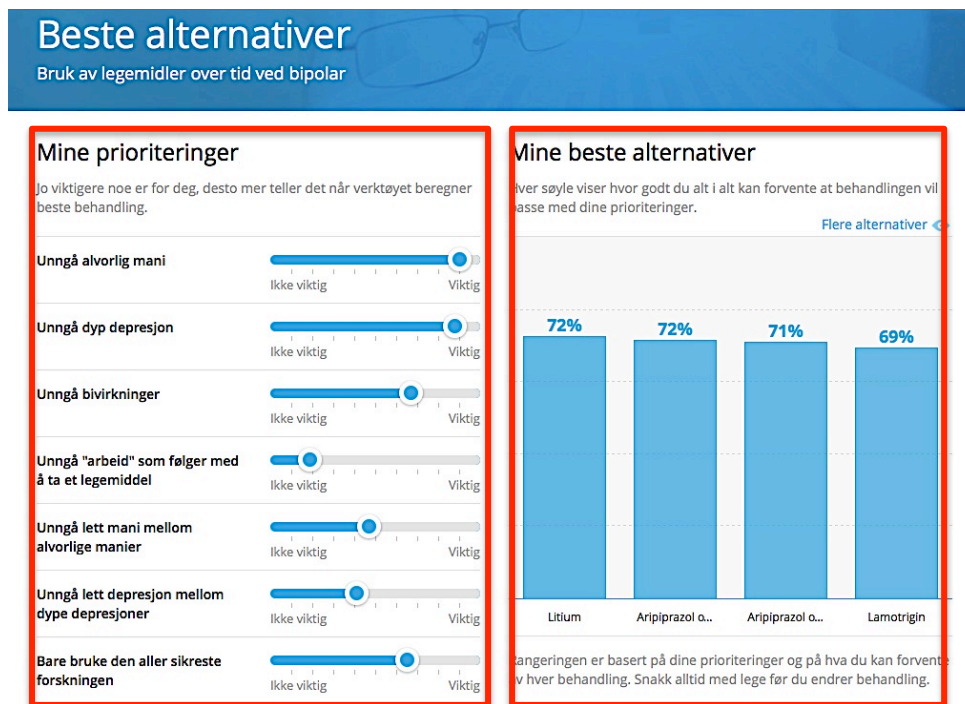 Beste alternativer
Bruk av legemidler over tid ved bipolar
Mine prioriteringer
Jo viktigere noe er for deg, desto mer teller det når verktøyet beregner
beste behandling.
Unngå alvorlig mani
Ikke viktig
Viktig
Unngå dyp depresjon
Ikke viktig
Viktig
Unngå bivirkninger
Ikke viktig
Viktig
Unngå "arbeid" som følger med
å ta et legemiddel
Ikke viktig
Viktig
Unngå lett mani mellom
alvorlige manier
Ikke viktig
Viktig
Unngå lett depresjon mellom
dype depresjoner
Ikke viktig
Viktig
Bare bruke den aller sikreste
forskningen
Ikke viktig
Viktig
Mine beste alternativer
Hver søyle viser hvor godt du alt i alt kan forvente at behandlingen vil
passe med dine prioriteringer.
Flere alternativer
72%
72%
71%
69%
Litium
Aripiprazol o...
Aripiprazol o...
Lamotrigin
Rangeringen er basert på dine prioriteringer og på hva du kan forvente
av hver behandling. Snakk alltid med lege før du endrer behandling.